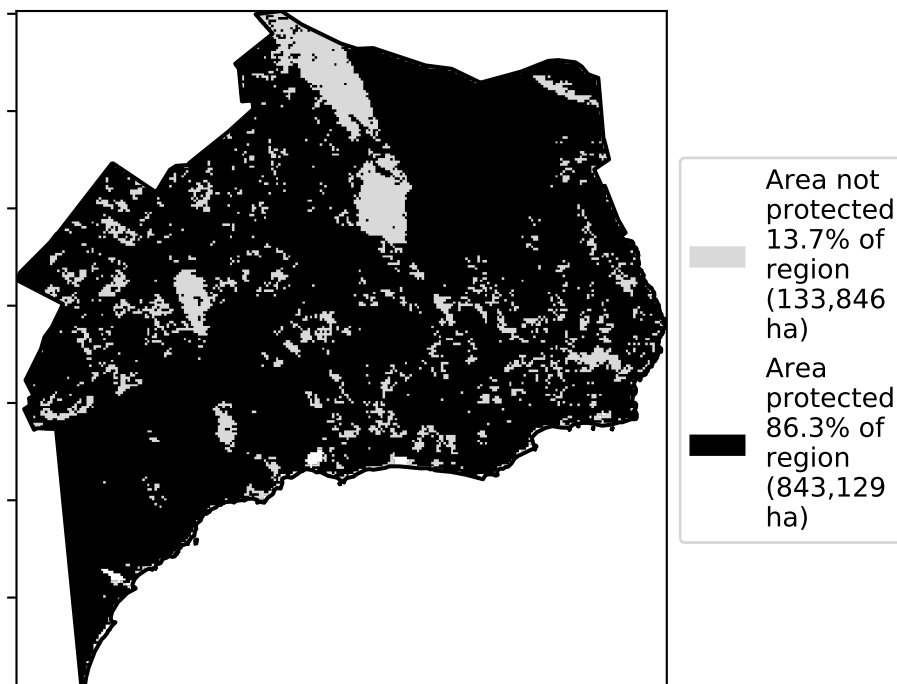 Area not
protected
13.7% of
region
(133,846
ha)
Area
protected
86.3% of
region
(843,129
ha)